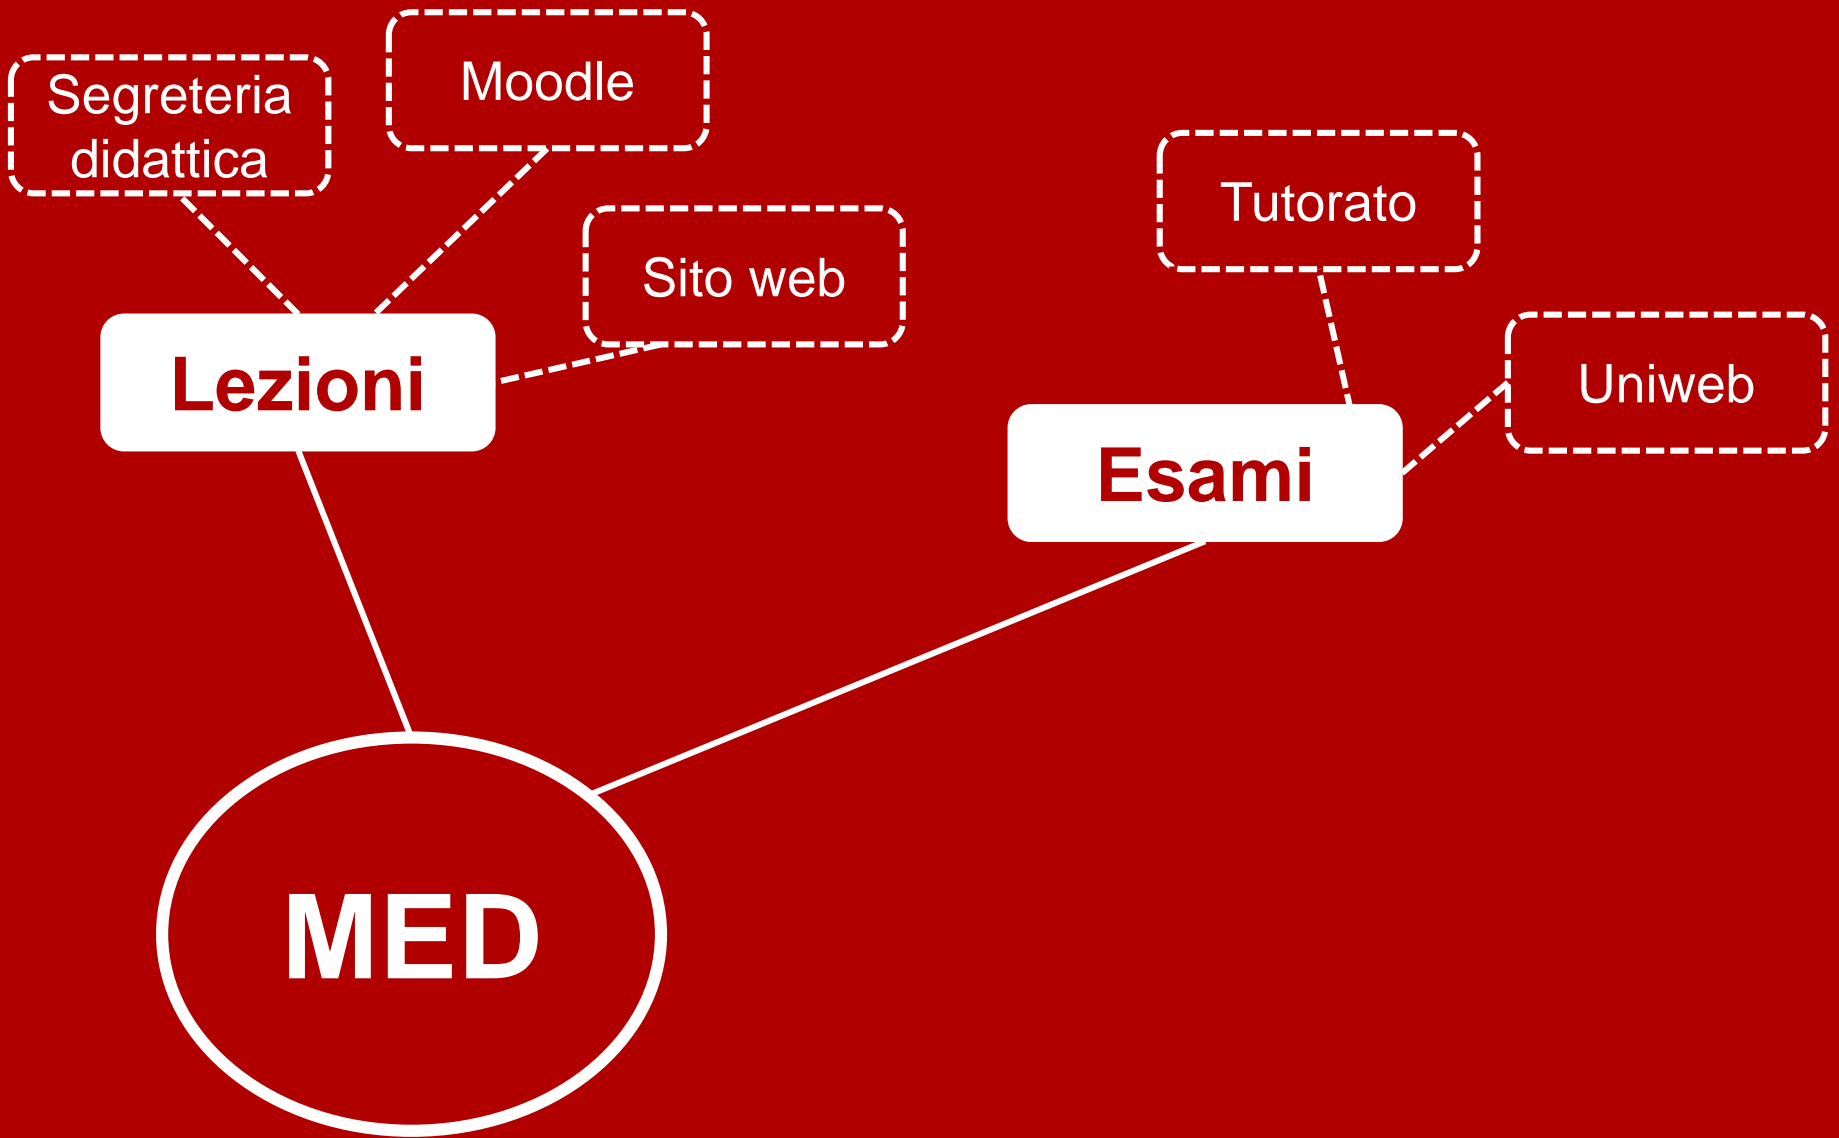 Segreteria
didattica
Moodle
Sito web
Tutorato
Uniweb
Lezioni
Esami
MED